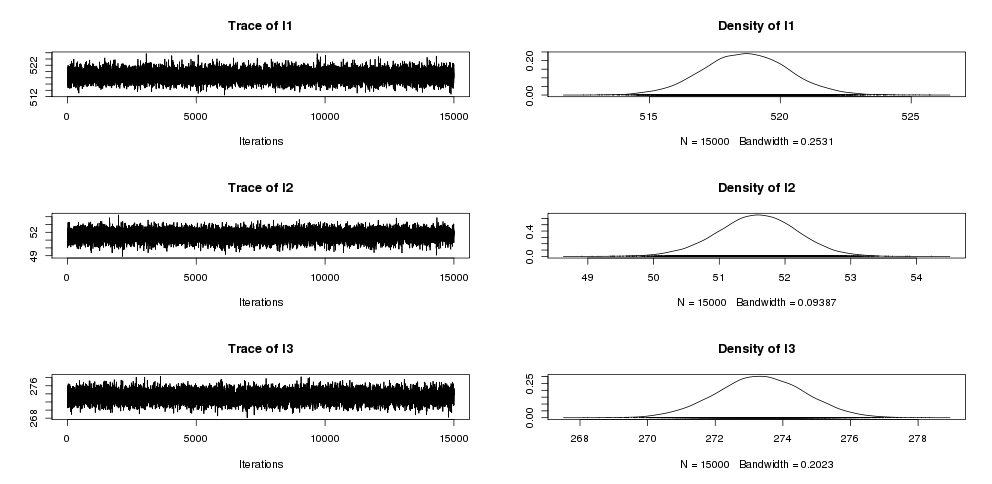 Trace of I1
Density of I1
522
512
0 5000 10000 15000
Iterations
0.20
0.00
515 520 525
N = 15000 Bandwidth = 0.2531
Trace of I2
Density of I2
52
49
0 5000 10000 15000
Iterations
0.4
0.0
49 50 51 52 53 54
N = 15000 Bandwidth = 0.09387
Trace of I3
Density of I3
276
268
0 5000 10000 15000
Iterations
0.25
0.00
268 270 272 274 276 278
N = 15000 Bandwidth = 0.2023